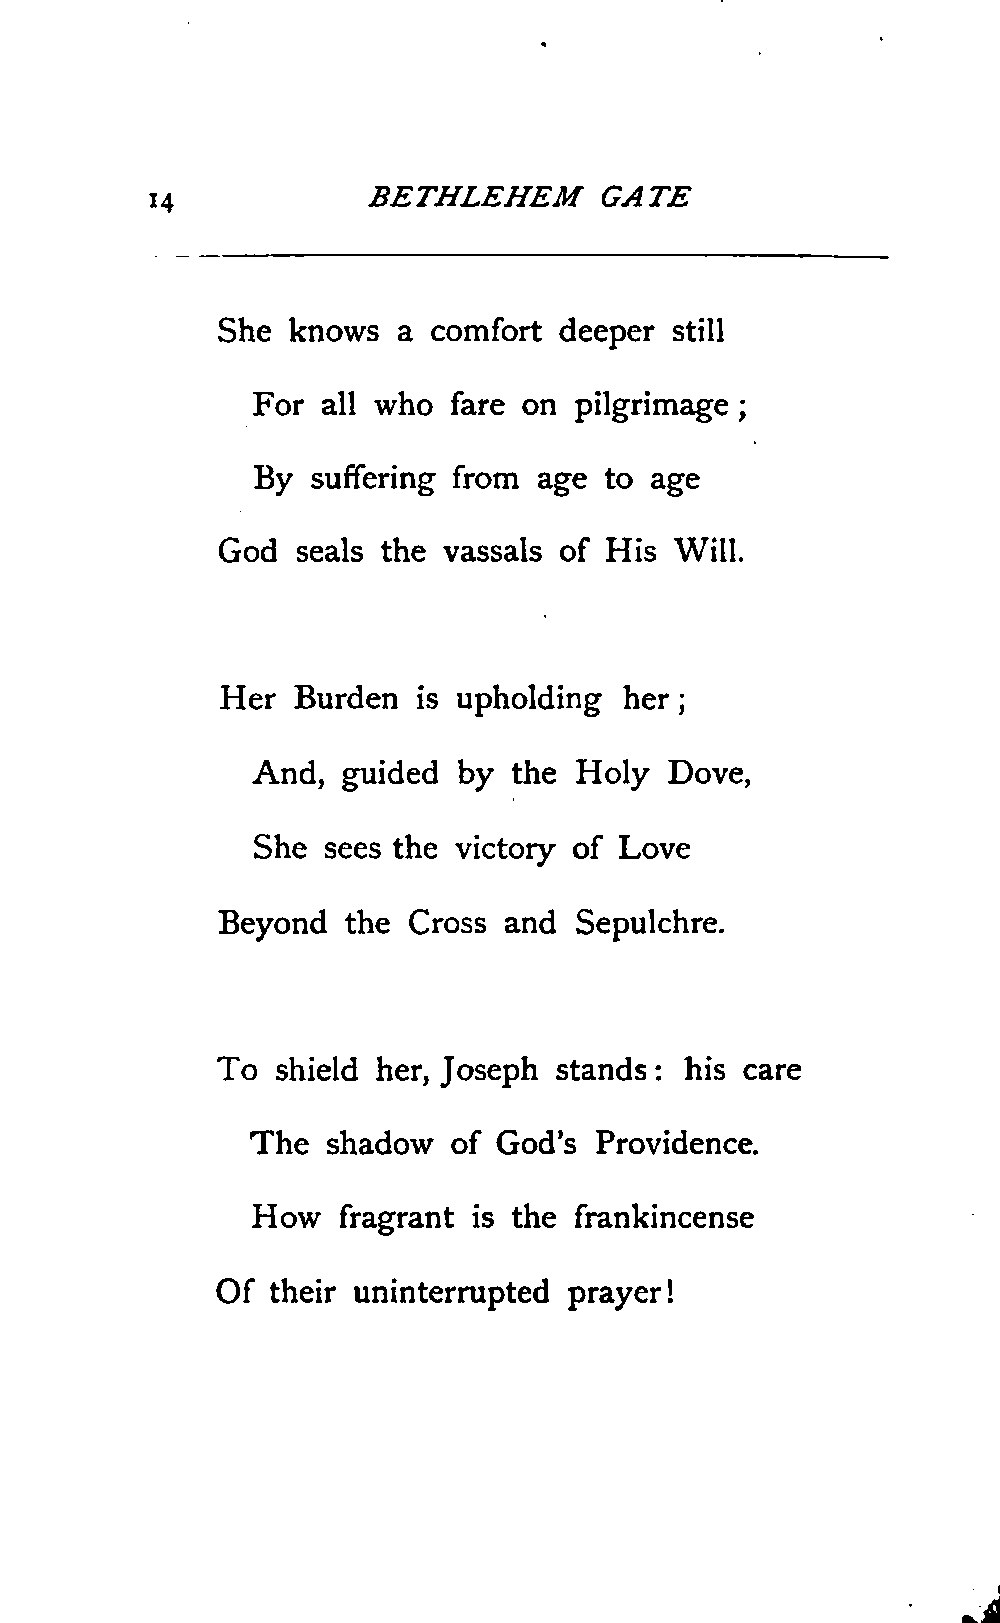 14 BETHLEHEM GATE
She knows a comfort deeper still
For all who fare on pilgrimage ;
By suffering from age to age
God seals the vassals of His Will.
Her Burden is upholding her ;
And, guided by the Holy Dove,
She sees the victory of Love
Beyond the Cross and Sepulchre.
To shield her, Joseph stands : his care
The shadow of God's Providence.
How fragrant is the frankincense
Of their uninterrupted prayer!